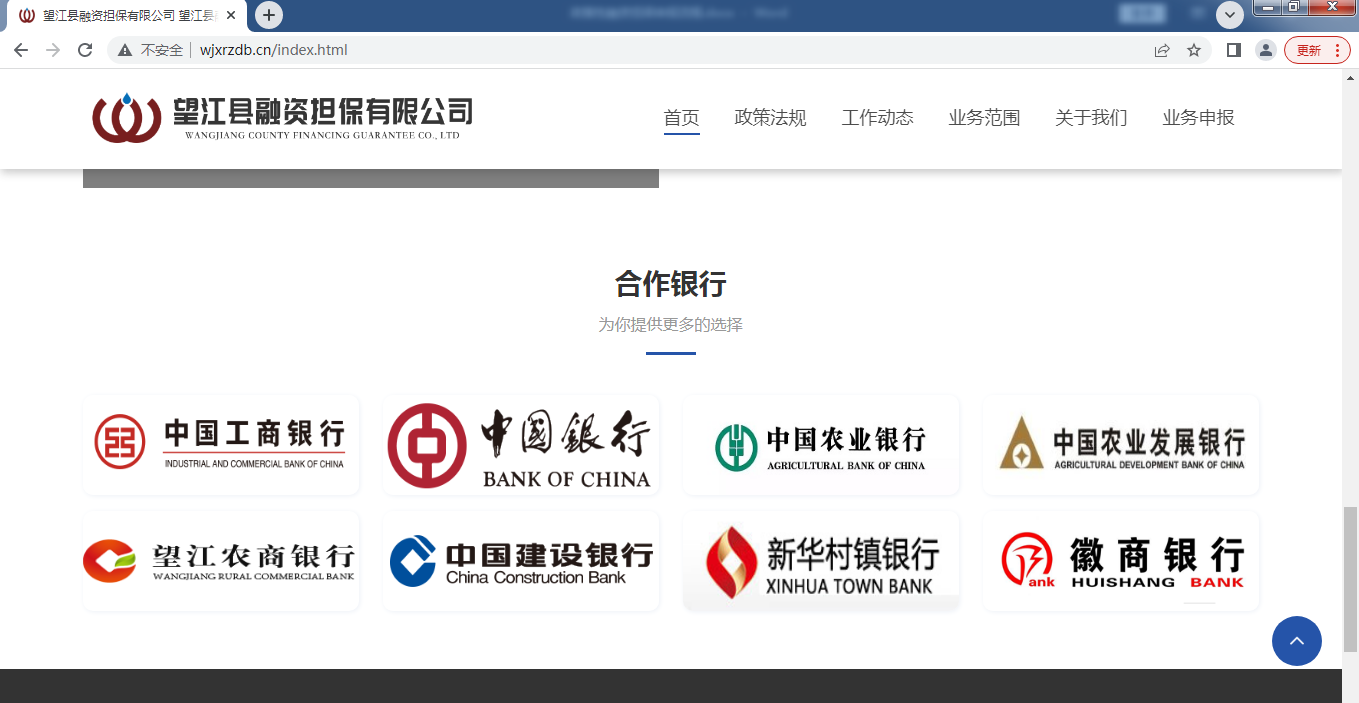 望江县融资担保有限公司 望江县
不安全
wjxrzdb.cn/index.html
更新
望江县融资担保有限公司
WANGJIANG COUNTY FINANCING GUARANTEE CO., LTD
首页 政策法规 工作动态 业务范围 关于我们 业务申报
合作银行
为你提供更多的选择
中国工商银行
INDUSTRIAL AND COMMERCIAL BANK OF CHINA
中國銀行
BANK OF CHINA
中国农业银行
AGRICULTURAL BANK OF CHINA
中国农业发展银行
AGRICULTURAL DEVELOPMENT BANK OF CHINA
望江农商银行
WANGJIANG RURAL COMMERCIAL BANK
中国建设银行
China Construction Bank
新华村镇银行
XINHUA TOWN BANK
ank
徽商银行
HUISHANG BANK